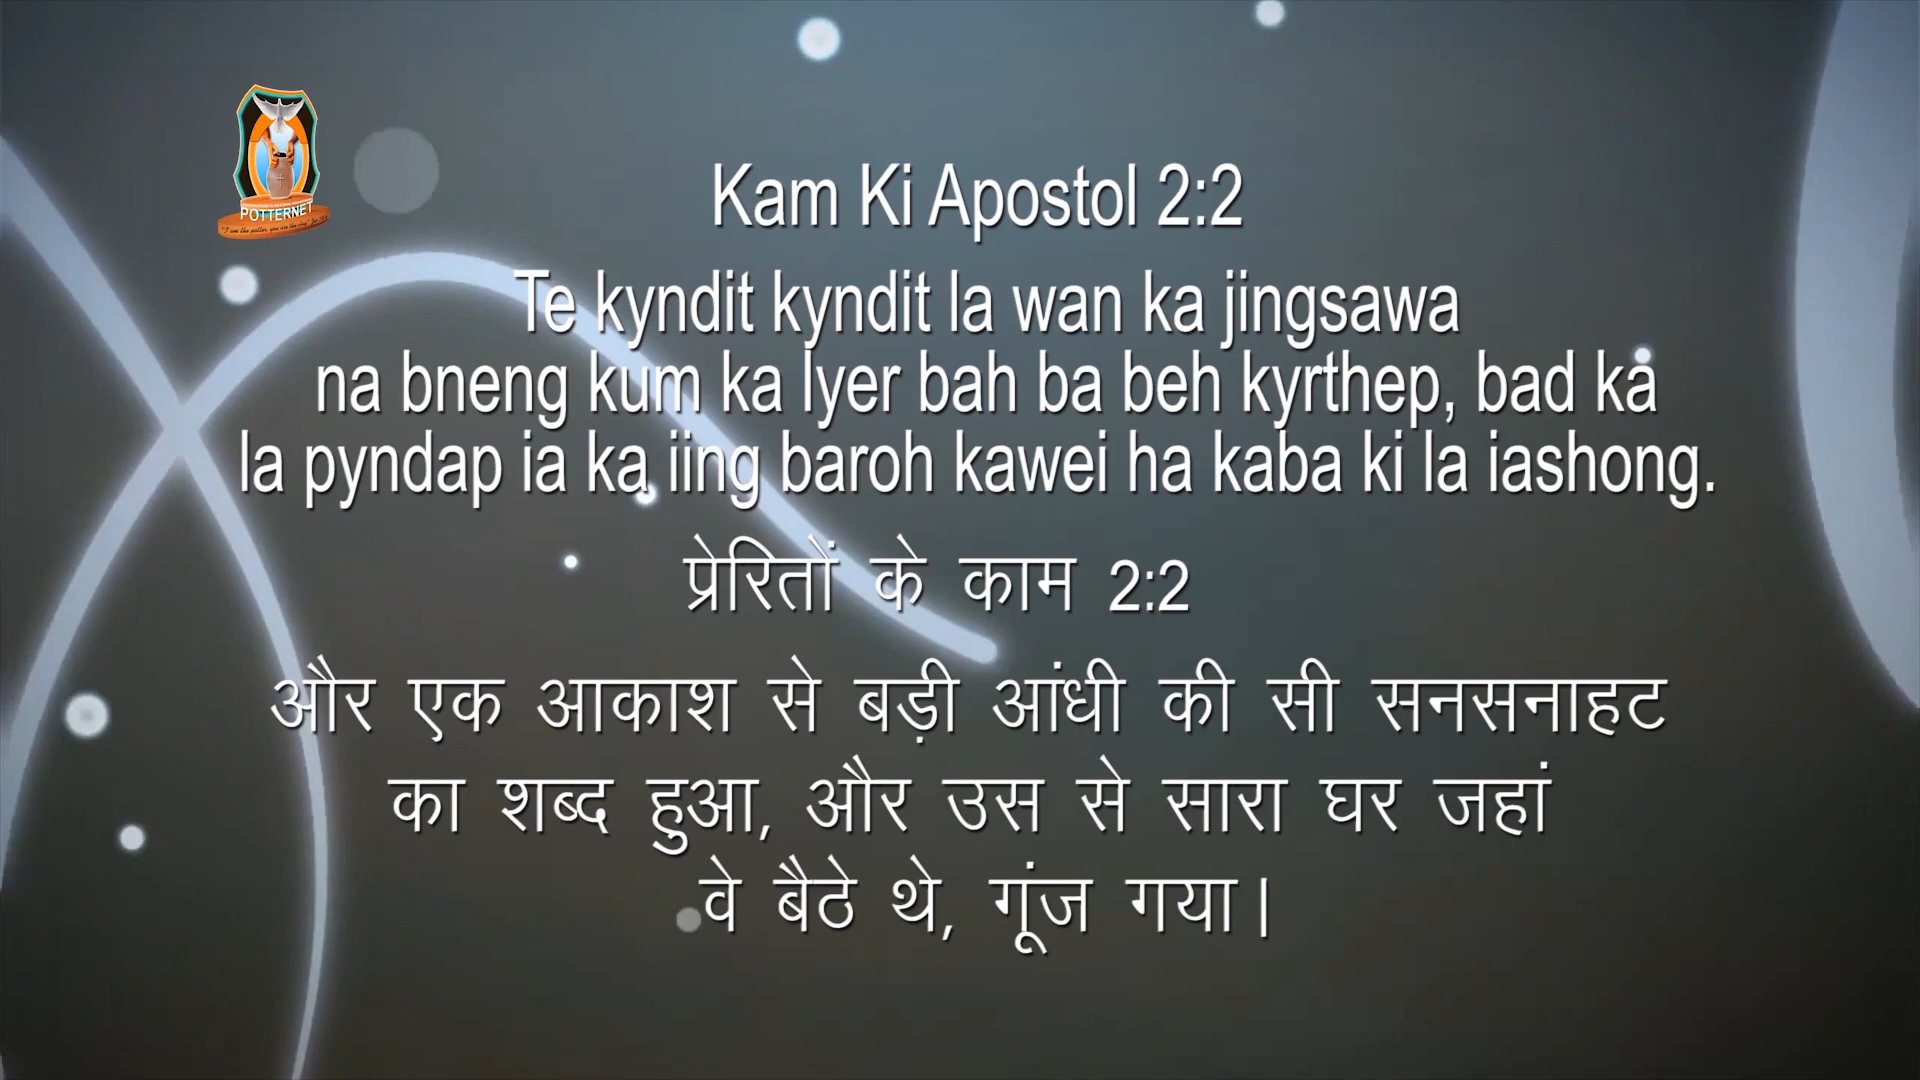 POTTERNET
Kam Ki Apostol 2:2
Te kyndit kyndit la wan ka jingsawa
na bneng kum ka lyer bah ba beh kyrthep, bad ka
la pyndap ia ka iing baroh kawei ha kaba ki la iashong.
प्रेरितों के काम 2:2
और एक आकाश से बड़ी आंधी की सी सनसनाहट
का शब्द हुआ, और उस से सारा घर जहां
वे बैठे थे, गूंज गया।